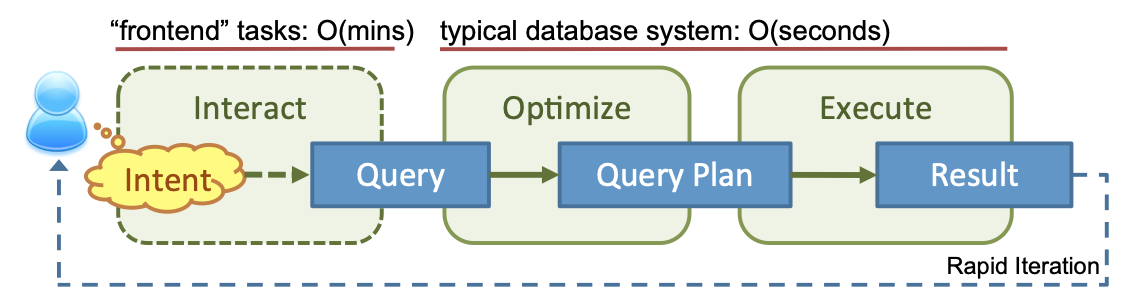 “frontend” tasks: O(mins)
typical database system: O(seconds)
Interact
Optimize
Execute
Intent
Query
Query Plan
Result
Rapid Iteration